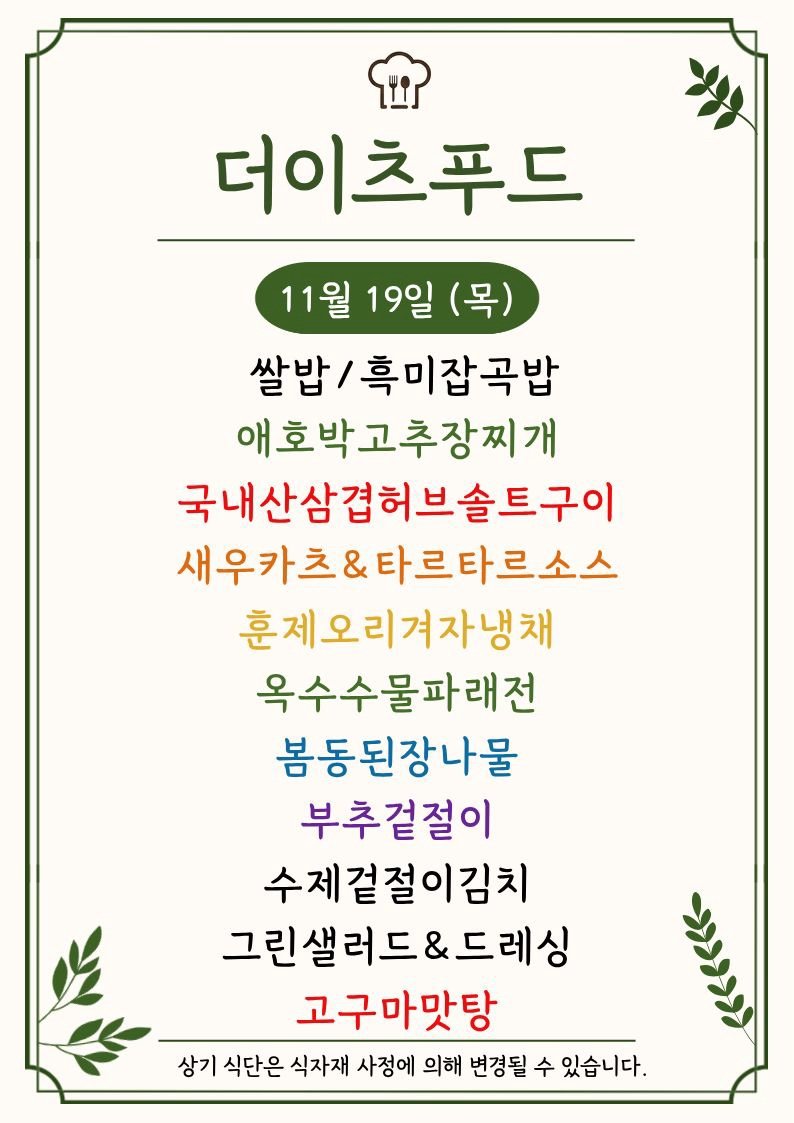 더이츠푸드
11월 19일 (목)
쌀밥/흑미잡곡밥
애호박고추장찌개
국내산삼겹허브솔트구이
새우카츠&타르타르소스
훈제오리겨자냉채
옥수수물파래전
봄동된장나물
부추겉절이
수제겉절이김치
그린샐러드&드레싱
고구마맛탕
상기 식단은 식자재 사정에 의해 변경될 수 있습니다.